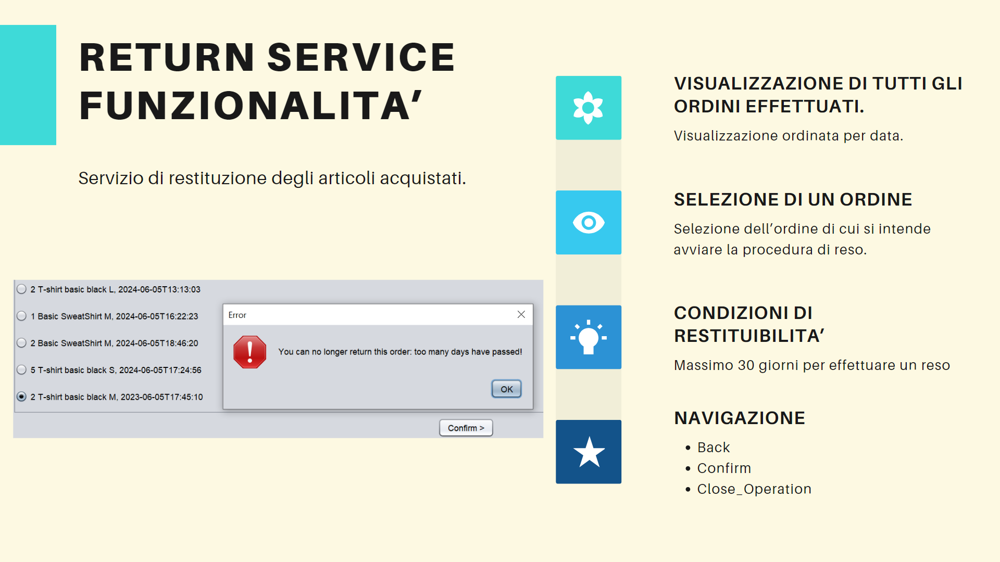 RETURN SERVICE
FUNZIONALITA’
Servizio di restituzione degli articoli acquistati.
2 T-shirt basic black L, 2024-06-05T13:13:03
1 Basic SweatShirt M, 2024-06-05T16:22:23
2 Basic SweatShirt M, 2024-06-05T18:46:20
5 T-shirt basic black S, 2024-06-05T17:24:56
2 T-shirt basic black M, 2023-06-05T17:45:10
Error
You can no longer return this order: too many days have passed!
OK
Confirm >
VISUALIZZAZIONE DI TUTTI GLI
ORDINI EFFETTUATI.
Visualizzazione ordinata per data.
SELEZIONE DI UN ORDINE
Selezione dell’ordine di cui si intende
avviare la procedura di reso.
CONDIZIONI DI
RESTITUIBILITA’
Massimo 30 giorni per effettuare un reso
NAVIGAZIONE
• Back
• Confirm
• Close_Operation